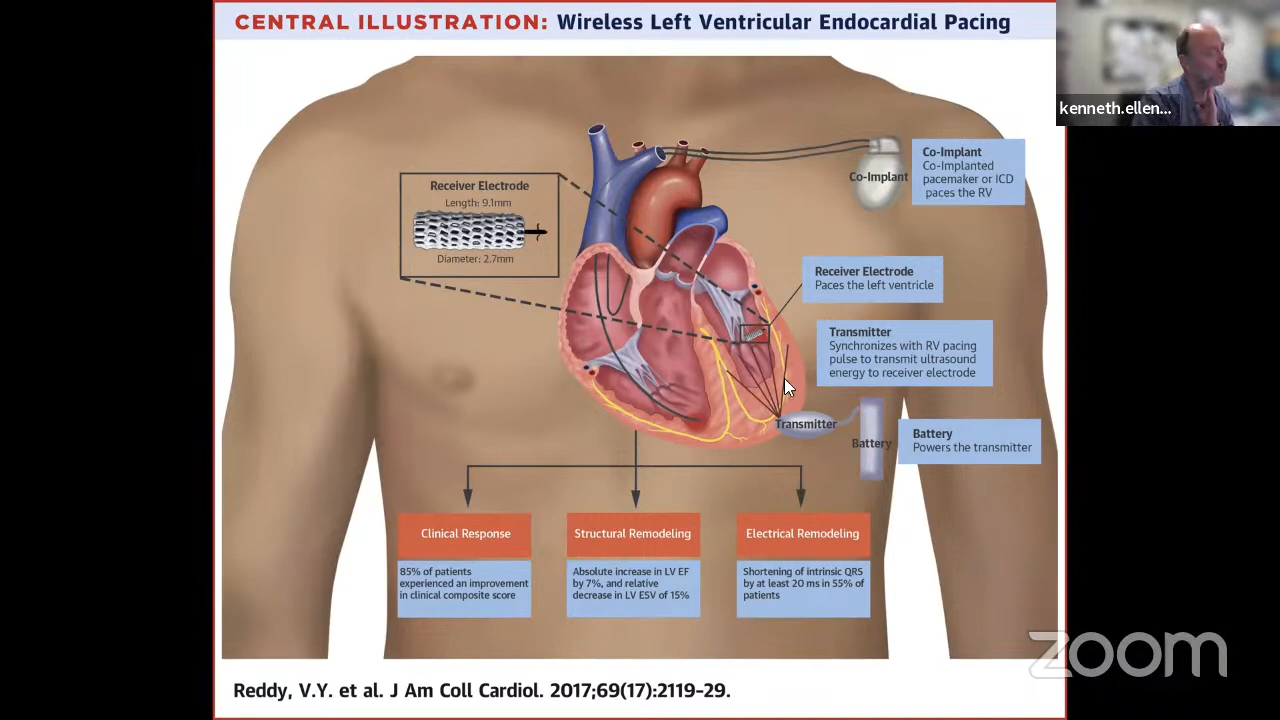 CENTRAL ILLUSTRATION: Wireless Left Ventricular Endocardial Pacing
kenneth.ellen...
Receiver Electrode
Length: 9.1mm
Diameter: 2.7mm
Co-Implant
Co-Implant
Co-Implanted
pacemaker or ICD
paces the RV
Receiver Electrode
Paces the left ventricle
Transmitter
Synchronizes with RV pacing
pulse to transmit ultrasound
energy to receiver electrode
Transmitter
Battery
Battery
Powers the transmitter
Clinical Response
85% of patients
experienced an improvement
in clinical composite score
Structural Remodeling
Absolute increase in LV EF
by 7%, and relative
decrease in LV ESV of 15%
Electrical Remodeling
Shortening of intrinsic QRS
by at least 20 ms in 55% of
patients
zoom
Reddy, V.Y. et al. J Am Coll Cardiol. 2017;69(17):2119-29.